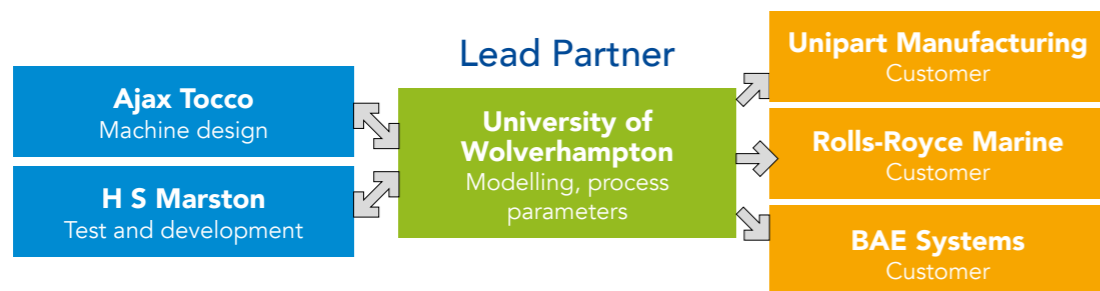 Lead Partner
Ajax Tocco
Machine design
H S Marston
Test and development
University of
Wolverhampton
Modelling, process
parameters
Unipart Manufacturing
Customer
Rolls-Royce Marine
Customer
BAE Systems
Customer